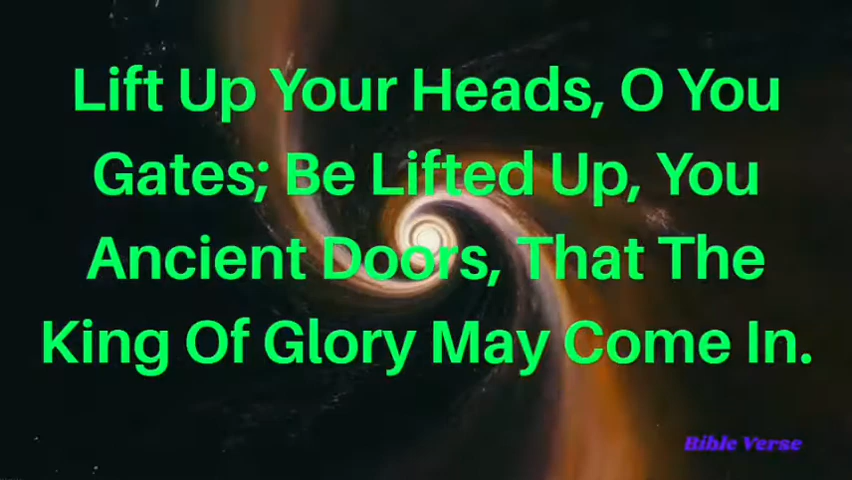 Lift Up Your Heads, O You
Gates; Be Lifted Up, You
Ancient Doors, That The
King Of Glory May Come In.
Bible Verse